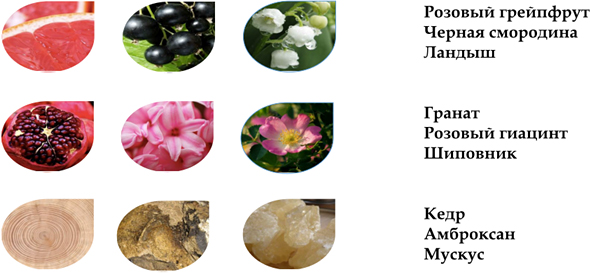 Розовый грейпфрут
Черная смородина
Ландыш
Гранат
Розовый гиацинт
Шиповник
Кедр
Амброксан
Мускус